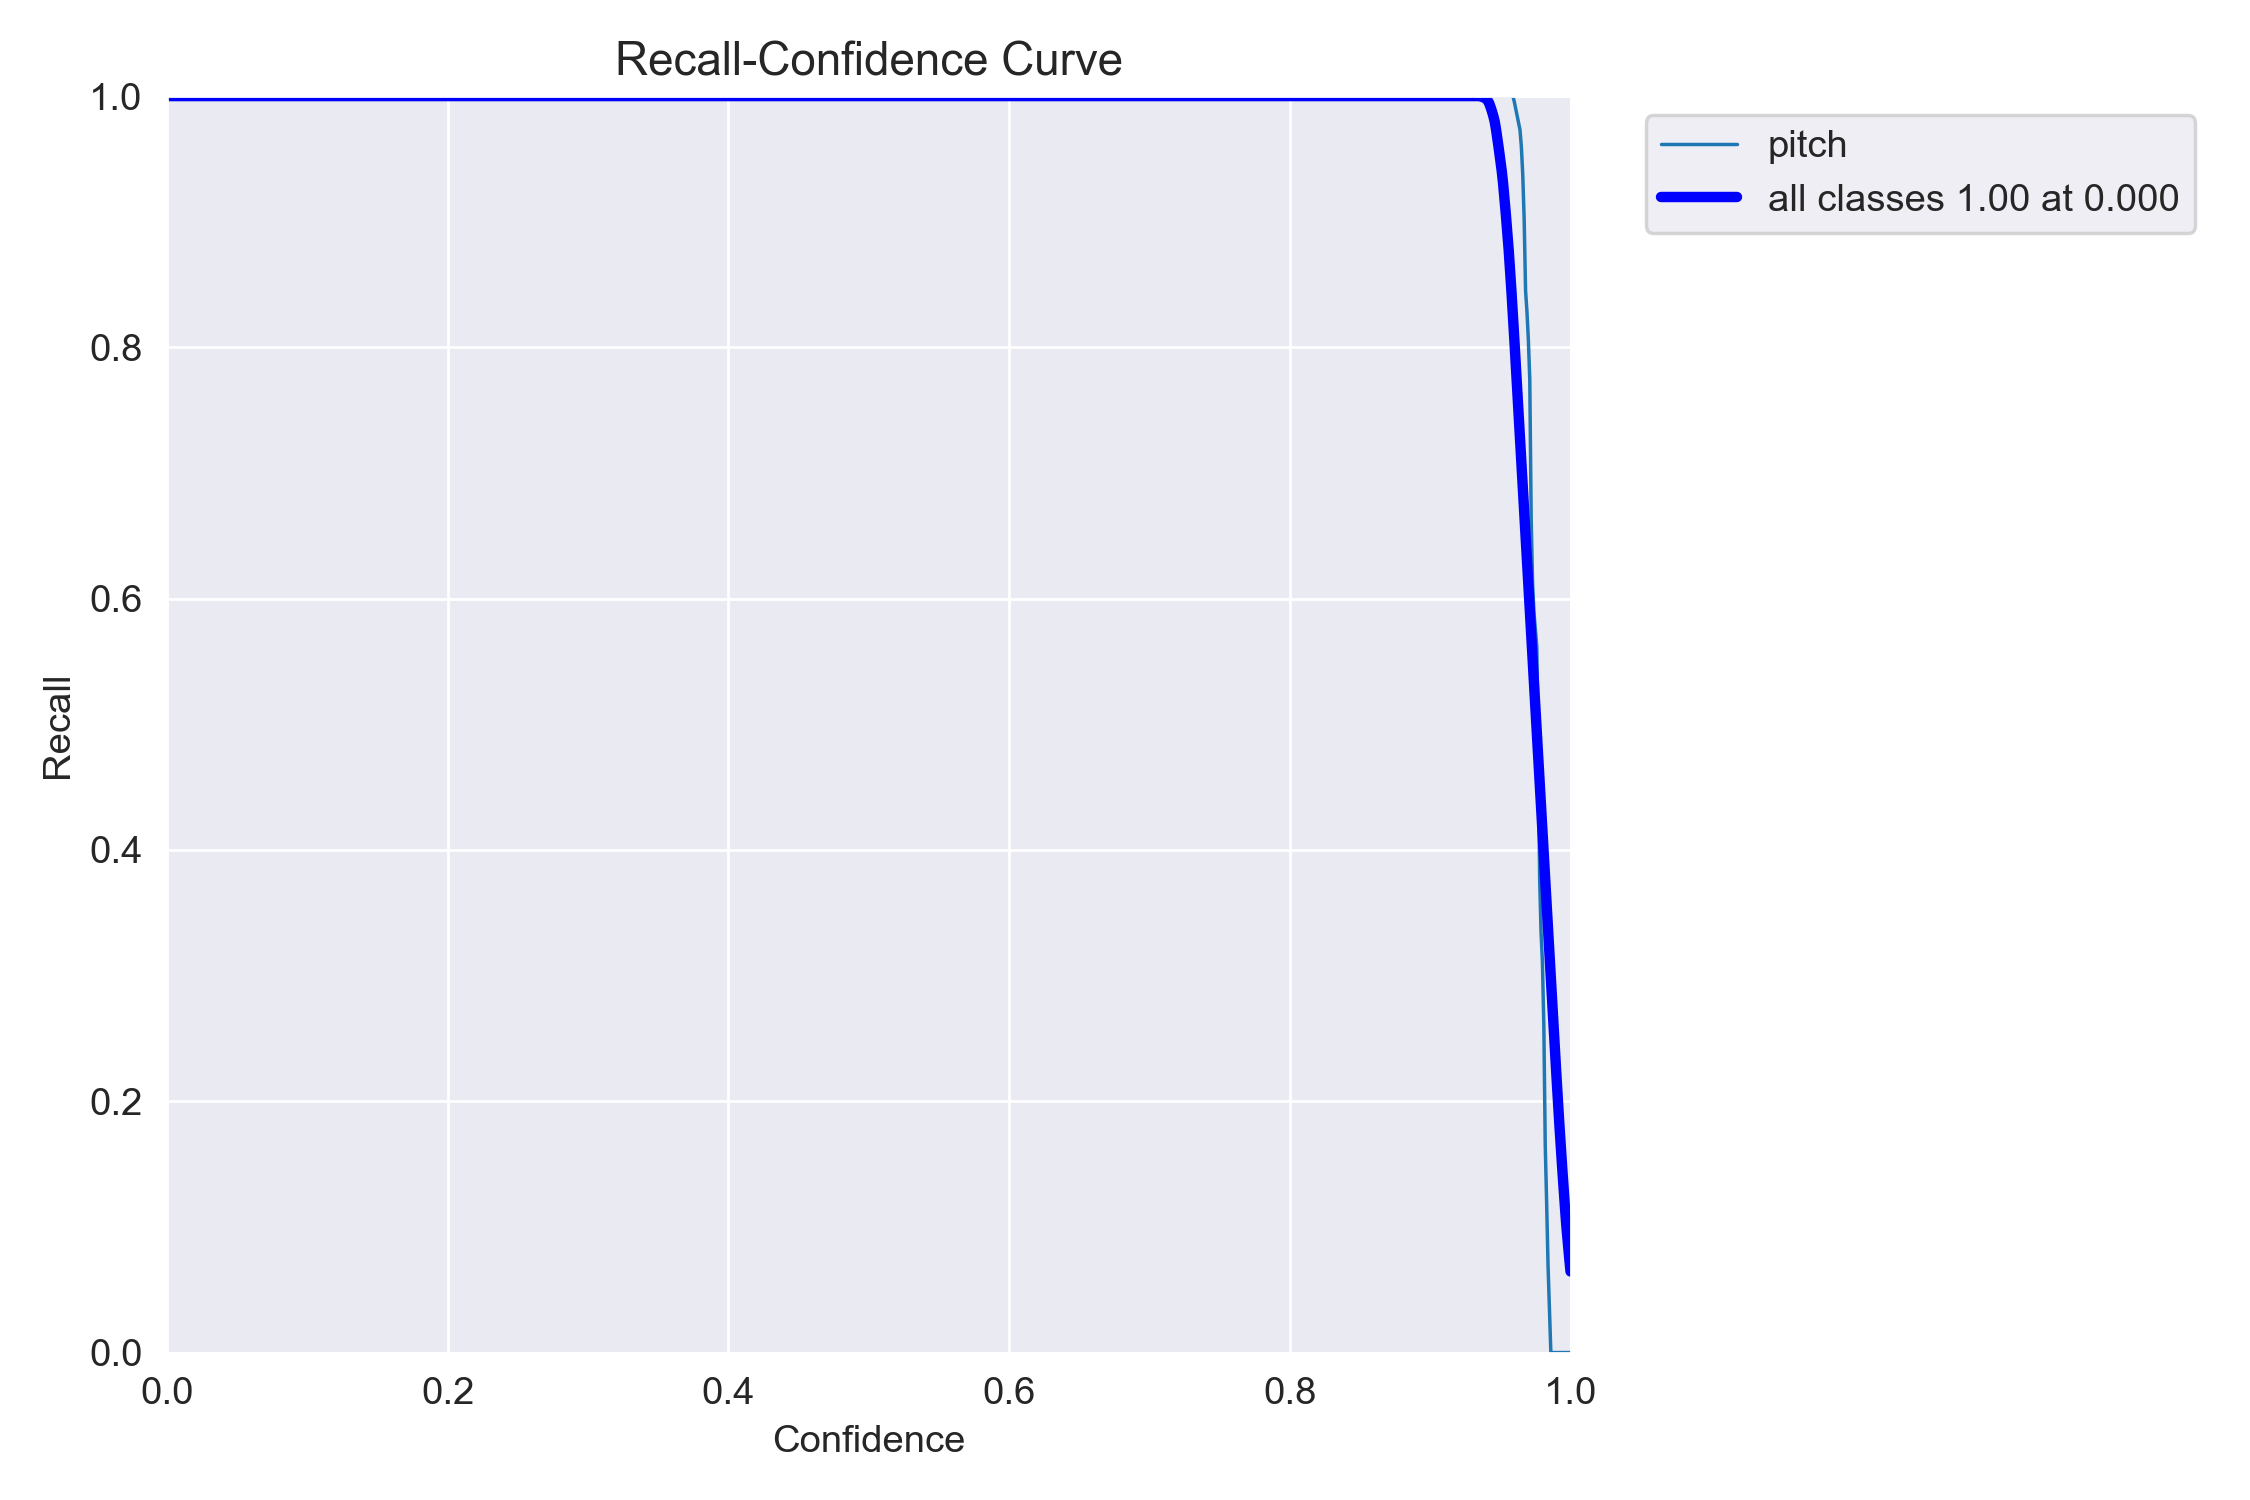 Recall-Confidence Curve
1.0
0.8
0.6
0.4
0.2
0.0
Recall
0.0 0.2 0.4 0.6 0.8 1.0
Confidence
pitch
all classes 1.00 at 0.000